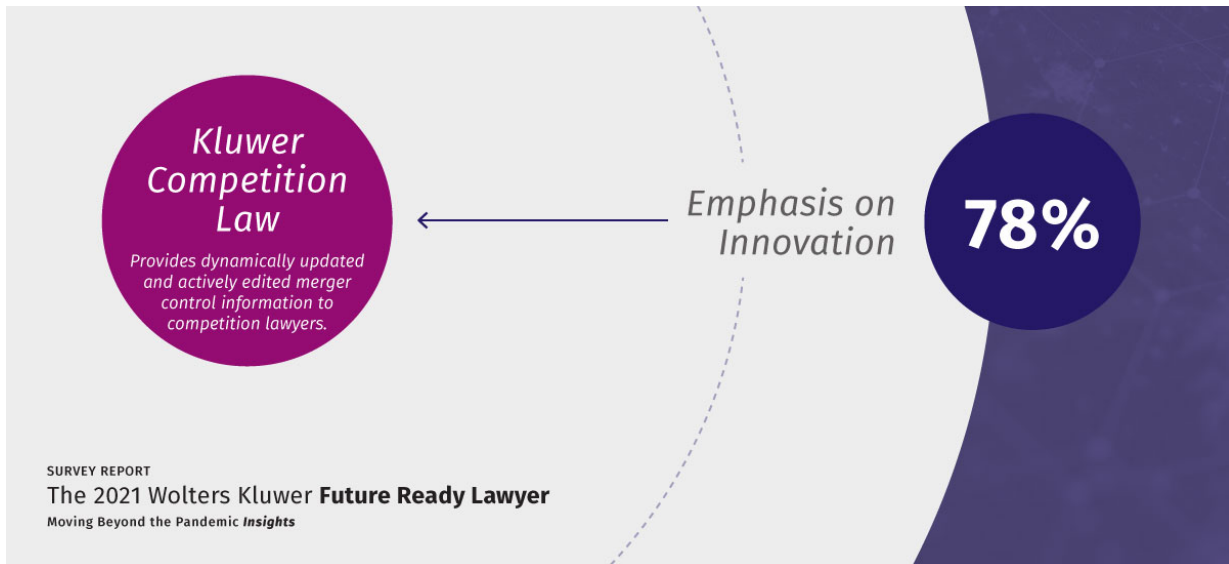 Kluwer
Competition
Law
Provides dynamically updated
and actively edited merger
control information to
competition lawyers.
Emphasis on
Innovation
78%
SURVEY REPORT
The 2021 Wolters Kluwer Future Ready Lawyer
Moving Beyond the Pandemic Insights